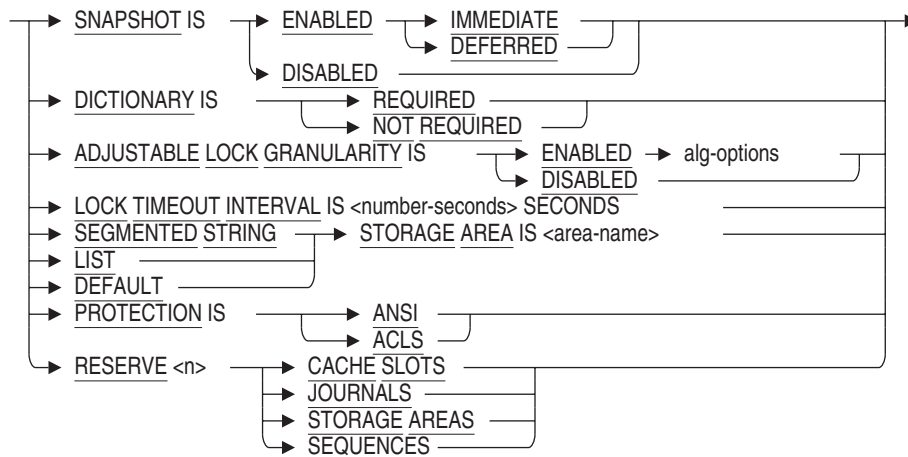 SNAPSHOT IS ENABLED IMMEDIATE
DEFERRED
DISABLED
DICTIONARY IS REQUIRED
NOT REQUIRED
ADJUSTABLE LOCK GRANULARITY IS ENABLED alg-options
DISABLED
LOCK TIMEOUT INTERVAL IS <number-seconds> SECONDS
SEGMENTED STRING STORAGE AREA IS <area-name>
LIST
DEFAULT
PROTECTION IS ANSI
ACLS
RESERVE <n> CACHE SLOTS
JOURNALS
STORAGE AREAS
SEQUENCES